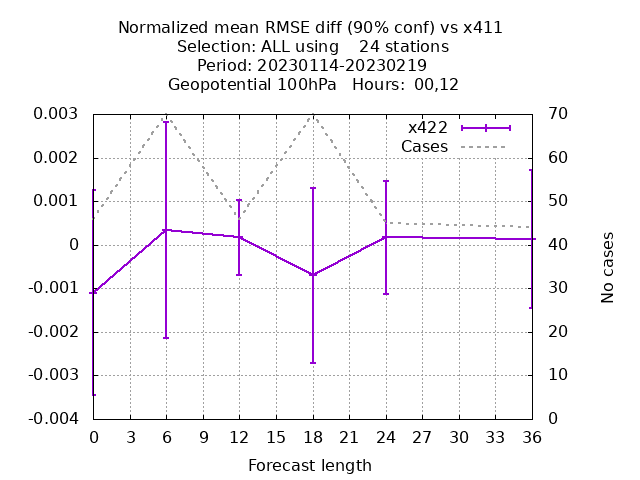 Normalized mean RMSE diff (90% conf) vs x411
Selection: ALL using    24 stations
Period: 20230114-20230219
Geopotential 100hPa   Hours:  00,12
0.003
0.002
0.001
0
-0.001
-0.002
-0.003
-0.004
70
60
50
40
30
20
10
0
x422
Cases
No cases
0 3 6 9 12 15 18 21 24 27 30 33 36
Forecast length